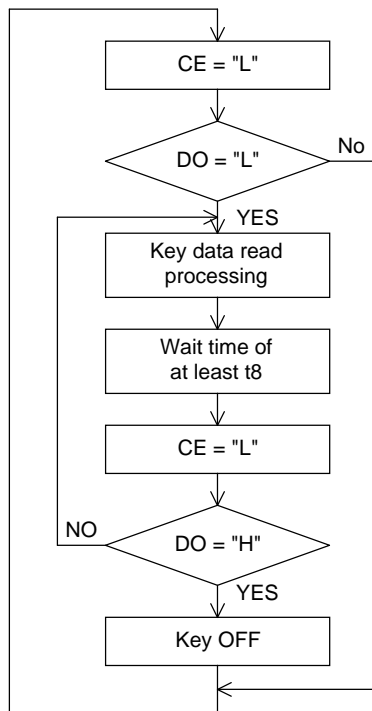 CE = "L"
DO = "L"
No
YES
Key data read
processing
Wait time of
at least t8
CE = "L"
NO
DO = "H"
YES
Key OFF